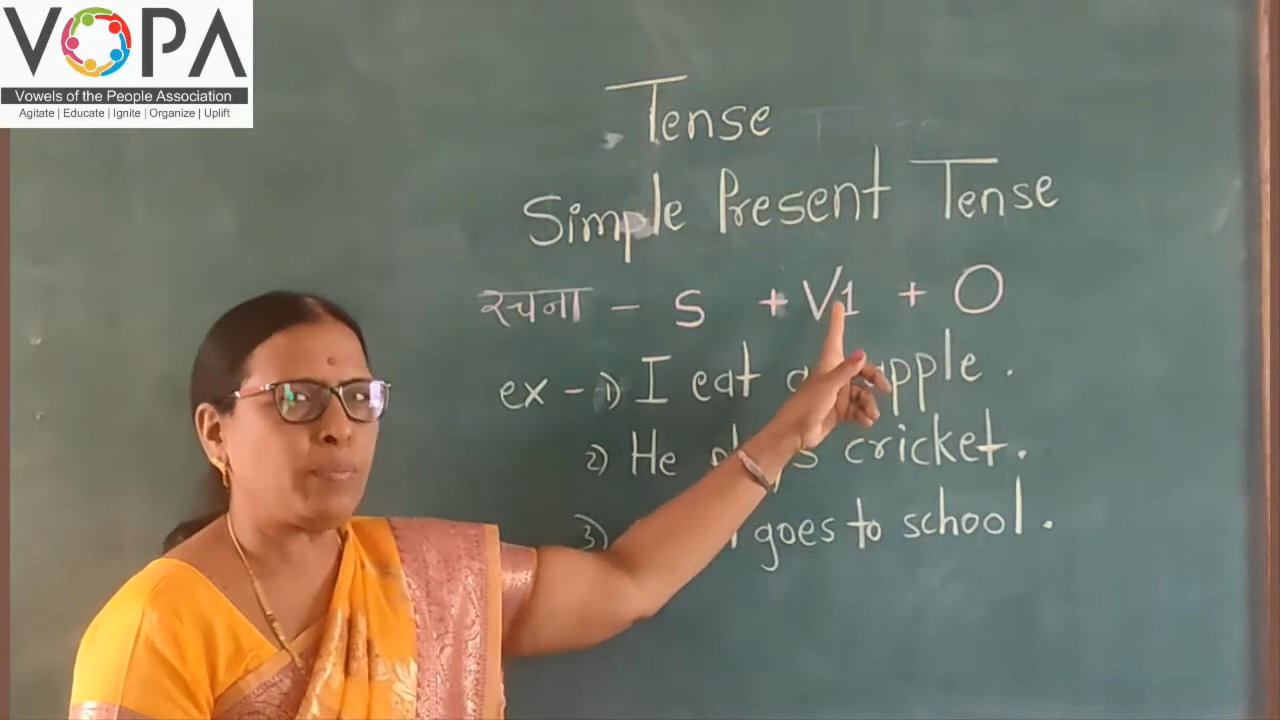 VOPA
Vowels of the People Association
Agitate | Educate | Ignite | Organize | Uplift
Tense
Simple Present Tense
रचना - S + V1 + O
ex - 1) I eat apple.
2) He cricket.
3) goes to school.